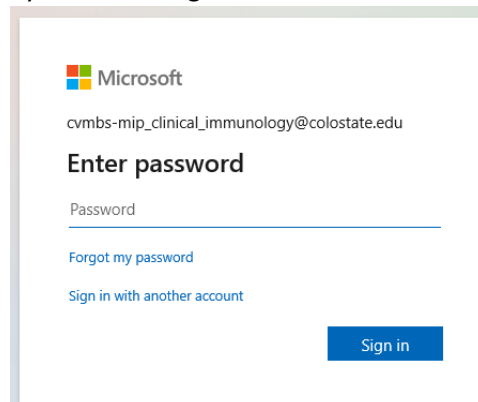 Microsoft
cvmbs-mip_clinical_immunology@colostate.edu
Enter password
Password
Forgot my password
Sign in with another account
Sign in